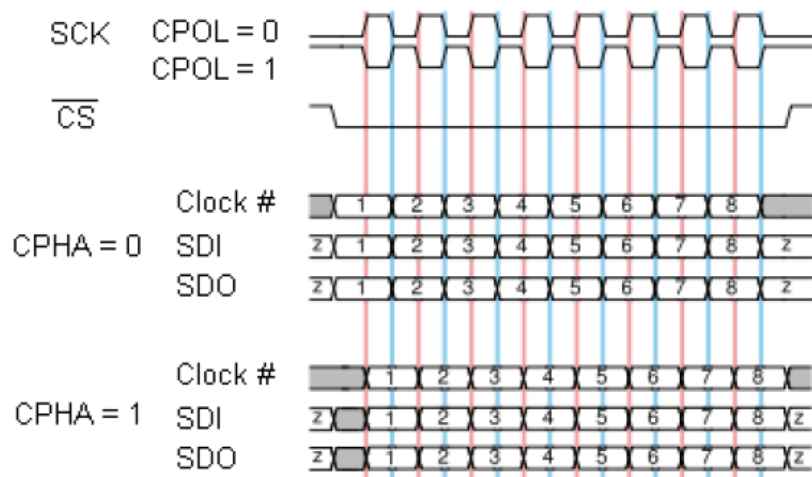 SCK CPOL = 0
CPOL = 1
CS
Clock # 1 2 3 4 5 6 7 8
CPHA = 0 SDI z 1 2 3 4 5 6 7 8 z
SDO z 1 2 3 4 5 6 7 8 z
Clock # 1 2 3 4 5 6 7 8
CPHA = 1 SDI z 1 2 3 4 5 6 7 8 z
SDO z 1 2 3 4 5 6 7 8 z